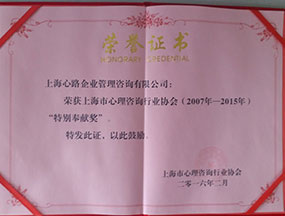 荣誉证书
HONORARY CREDENTIAL
上海心路企业管理咨询有限公司：
荣获上海市心理咨询行业协会（2007年—2015年）
“特别奉献奖”。
特发此证、以此鼓励。
上海市心理咨询行业协会
二〇一六年二月